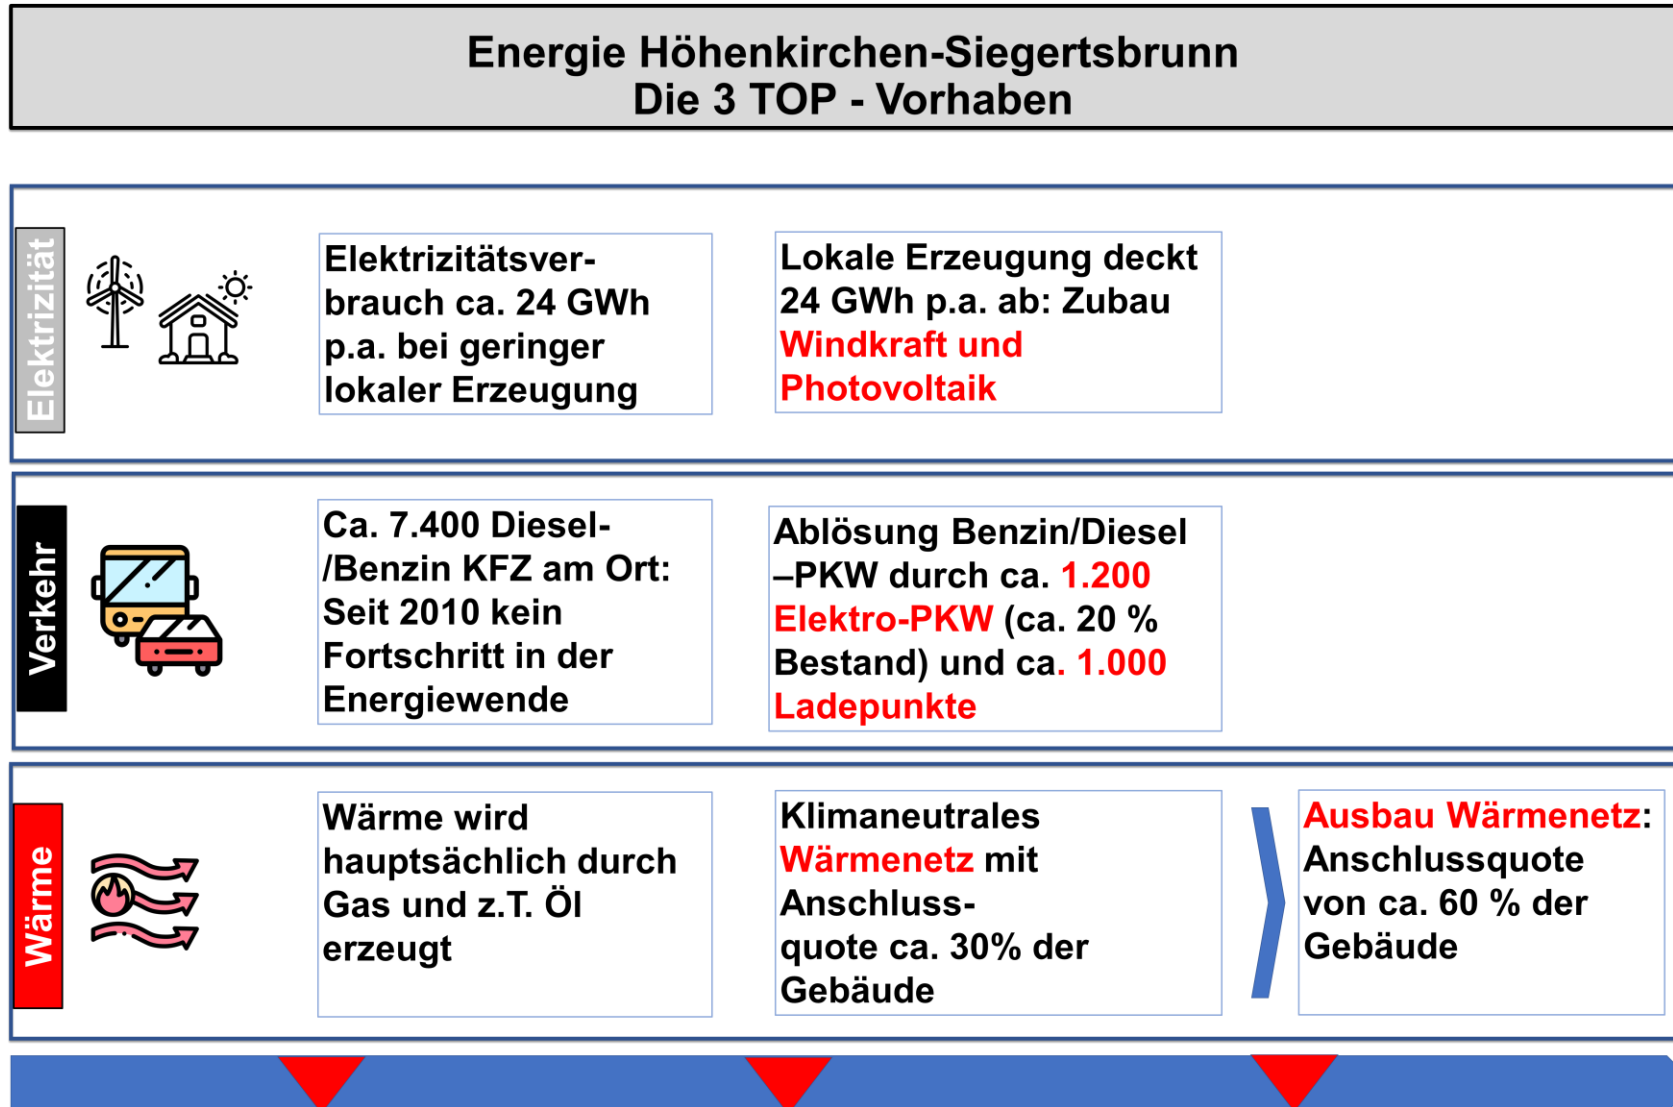 Energie Höhenkirchen-Siegertsbrunn
Die 3 TOP - Vorhaben
Elektrizität
Elektrizitätsver-
brauch ca. 24 GWh
p.a. bei geringer
lokaler Erzeugung
Lokale Erzeugung deckt
24 GWh p.a. ab: Zubau
Windkraft und
Photovoltaik
Verkehr
Ca. 7.400 Diesel-
/Benzin KFZ am Ort:
Seit 2010 kein
Fortschritt in der
Energiewende
Ablösung Benzin/Diesel
–PKW durch ca. 1.200
Elektro-PKW (ca. 20 %
Bestand) und ca. 1.000
Ladepunkte
Wärme
Wärme wird
hauptsächlich durch
Gas und z.T. Öl
erzeugt
Klimaneutrales
Wärmenetz mit
Anschluss-
quote ca. 30% der
Gebäude
Ausbau Wärmenetz:
Anschlussquote
von ca. 60 % der
Gebäude